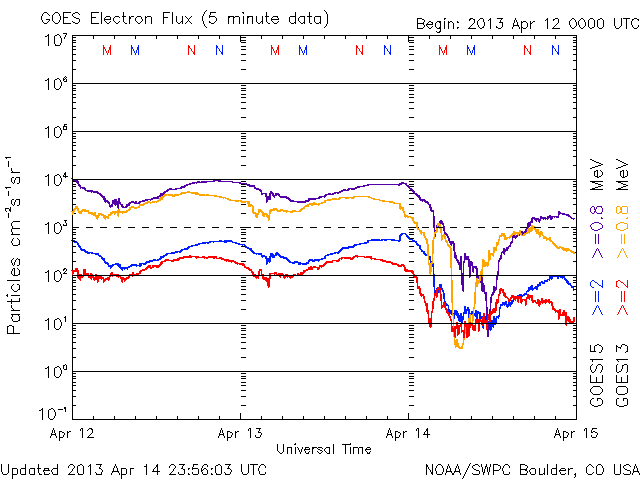 GOES Electron Flux (5 minute data)
Begin: 2013 Apr 12 0000 UTC
10⁷
M M N N M M N N M M N N
10⁶
10⁵
10⁴
10³
10²
10¹
10⁰
10⁻¹
Particles cm⁻²s⁻¹sr⁻¹
Apr 12 Apr 13 Apr 14 Apr 15
Universal Time
GOES15 >=2 >=0.8 MeV
GOES13 >=2 >=0.8 MeV
Updated 2013 Apr 14 23:56:03 UTC
NOAA/SWPC Boulder, CO USA